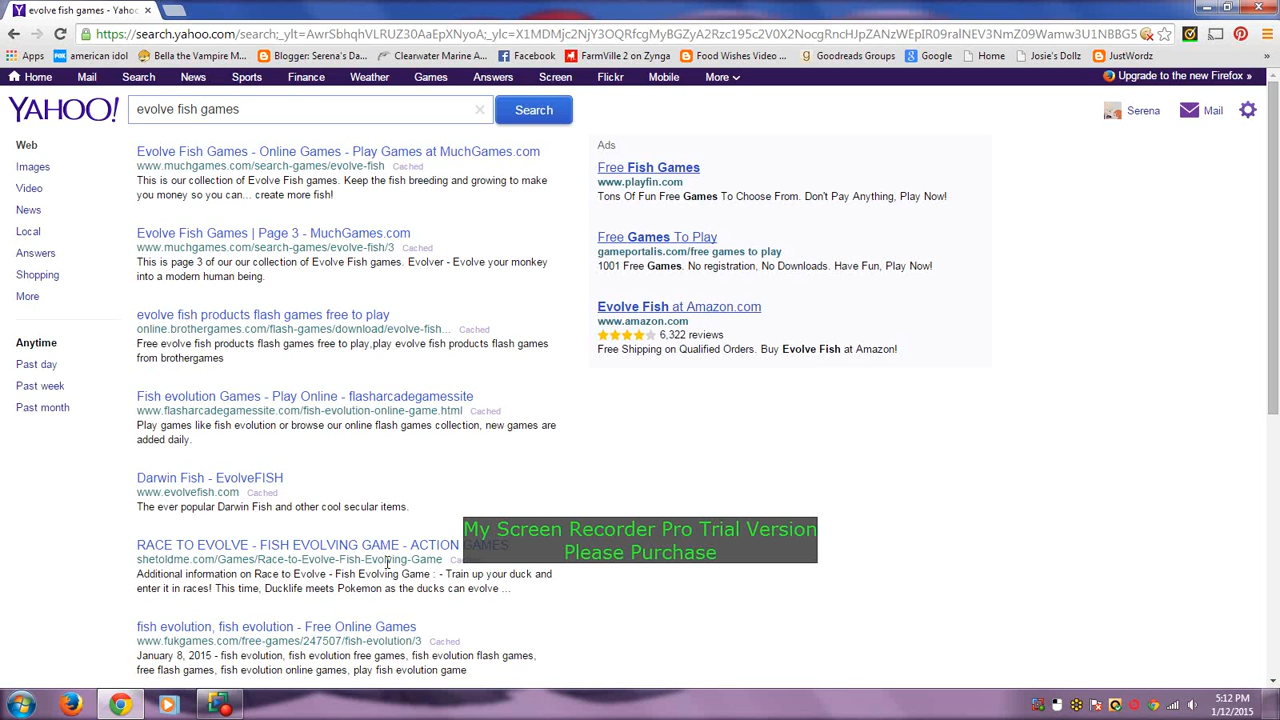 evolve fish games - Yahoo
https://search.yahoo.com/search;_ylt=
Apps
american idol
Bella the Vampire M...
Blogger: Serena's Da...
Clearwater Marine A...
Facebook
FarmVille 2 on Zynga
Food Wishes Video ...
Goodreads Groups
Google
Home
Josie's Dollz
JustWordz
Home Mail Search News Sports Finance Weather Games Answers Screen Flickr Mobile More
Upgrade to the new Firefox »
YAHOO!
evolve fish games
Search
Serena
Mail
Web
Images
Video
News
Local
Answers
Shopping
More
Anytime
Past day
Past week
Past month
Evolve Fish Games - Online Games - Play Games at MuchGames.com
www.muchgames.com/search-games/evolve-fish Cached
This is our collection of Evolve Fish games. Keep the fish breeding and growing to make
you money so you can... create more fish!
Evolve Fish Games | Page 3 - MuchGames.com
www.muchgames.com/search-games/evolve-fish/3 Cached
This is page 3 of our our collection of Evolve Fish games. Evolver - Evolve your monkey
into a modern human being.
evolve fish products flash games free to play
online.brothergames.com/flash-games/download/evolve-fish... Cached
Free evolve fish products flash games free to play,play evolve fish products flash games
from brothergames
Fish evolution Games - Play Online - flasharcadegamessite
www.flasharcadegamessite.com/fish-evolution-online-game.html Cached
Play games like fish evolution or browse our online flash games collection, new games are
added daily.
Darwin Fish - EvolveFISH
www.evolvefish.com Cached
The ever popular Darwin Fish and other cool secular items.
RACE TO EVOLVE - FISH EVOLVING GAME - ACTION GAMES
shetoldme.com/Games/Race-to-Evolve-Fish-Evolving-Game
Additional information on Race to Evolve - Fish Evolving Game : - Train up your duck and
enter it in races! This time, Ducklife meets Pokemon as the ducks can evolve ...
fish evolution, fish evolution - Free Online Games
www.fukgames.com/free-games/247507/fish-evolution/3 Cached
January 8, 2015 - fish evolution, fish evolution free games, fish evolution flash games,
free flash games, fish evolution online games, play fish evolution game
Ads
Free Fish Games
www.playfin.com
Tons Of Fun Free Games To Choose From. Don't Pay Anything, Play Now!
Free Games To Play
gameportalis.com/free games to play
1001 Free Games. No registration, No Downloads. Have Fun, Play Now!
Evolve Fish at Amazon.com
www.amazon.com
6,322 reviews
Free Shipping on Qualified Orders. Buy Evolve Fish at Amazon!
My Screen Recorder Pro Trial Version
Please Purchase
5:12 PM
1/12/2015